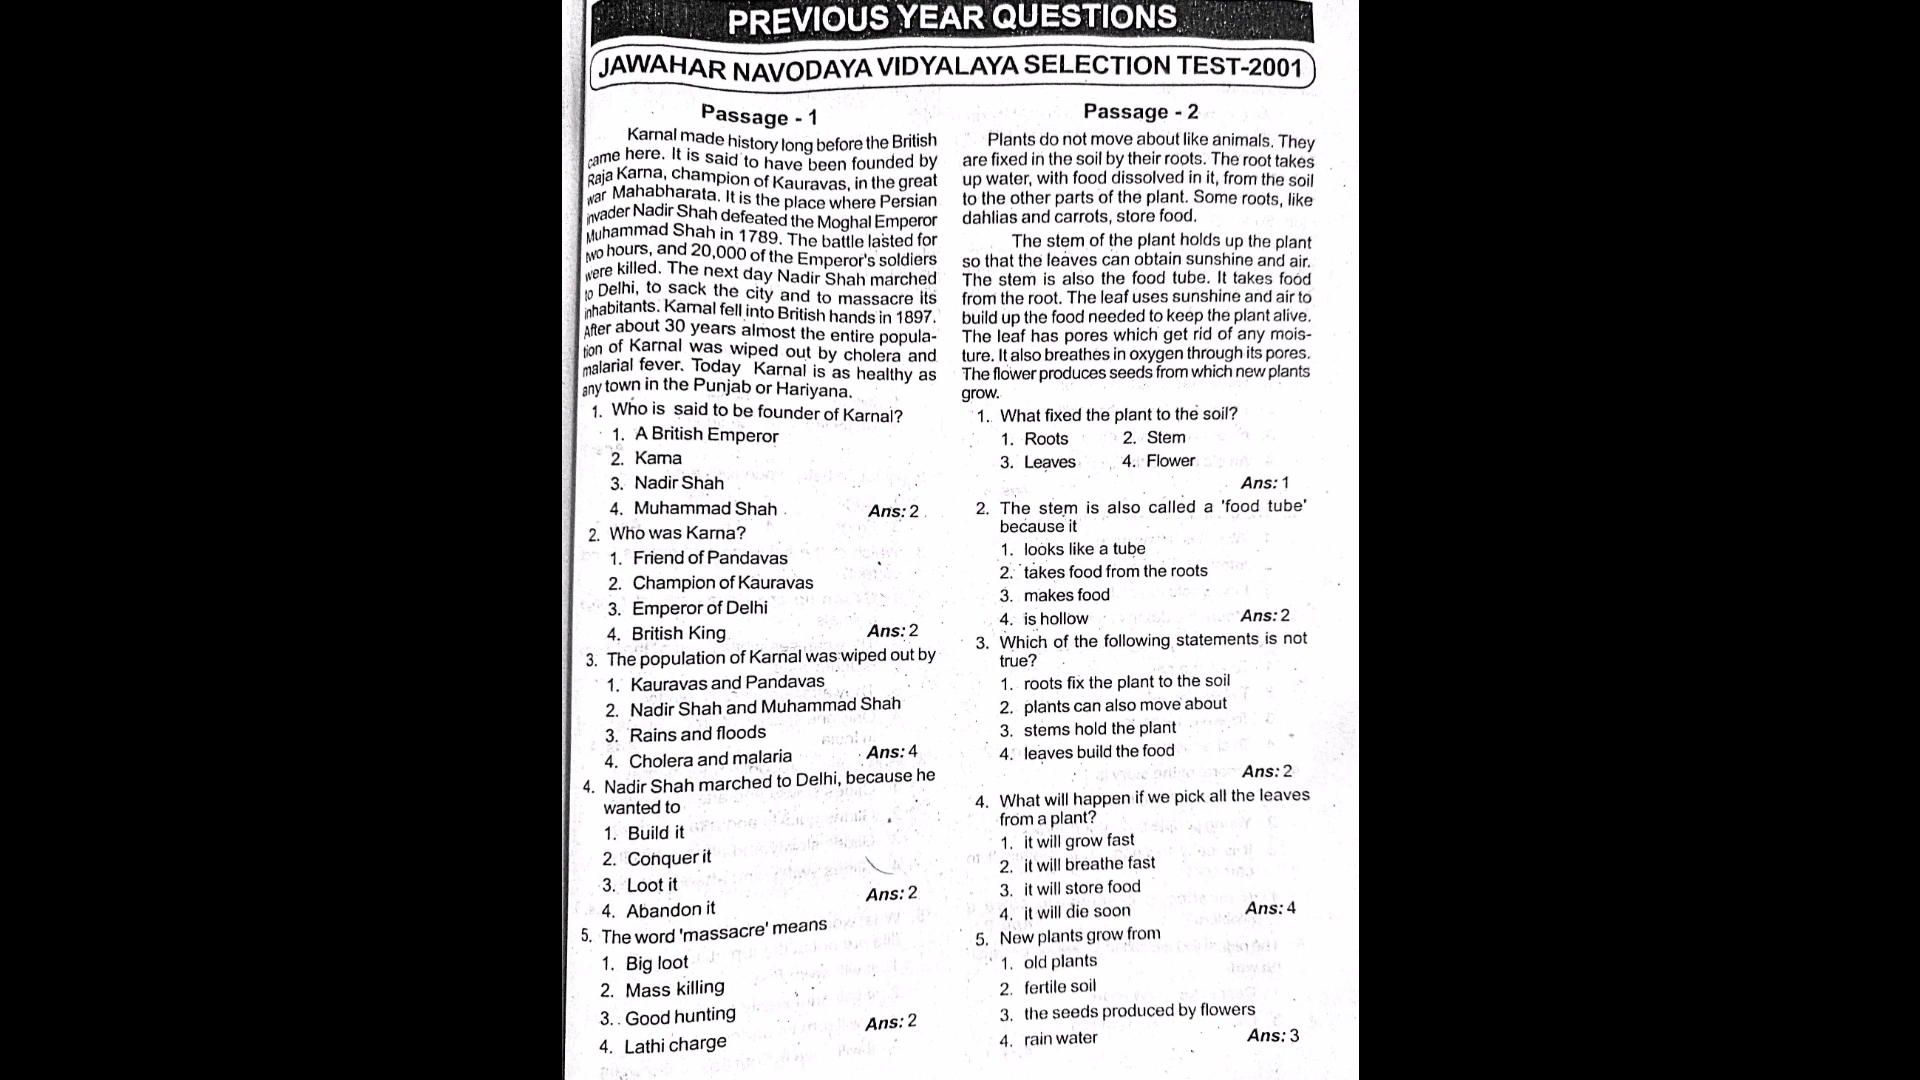 PREVIOUS YEAR QUESTIONS
JAWAHAR NAVODAYA VIDYALAYA SELECTION TEST-2001
Passage - 1
Karnal made history long before the British
came here. It is said to have been founded by
Raja Karna, champion of Kauravas, in the great
war Mahabharata. It is the place where Persian
invader Nadir Shah defeated the Moghal Emperor
Muhammad Shah in 1789. The battle lasted for
two hours, and 20,000 of the Emperor's soldiers
were killed. The next day Nadir Shah marched
to Delhi, to sack the city and to massacre its
inhabitants. Karnal fell into British hands in 1897.
After about 30 years almost the entire popula-
tion of Karnal was wiped out by cholera and
malarial fever. Today Karnal is as healthy as
any town in the Punjab or Hariyana.
1. Who is said to be founder of Karnal?
1. A British Emperor
2. Karna
3. Nadir Shah
4. Muhammad Shah Ans: 2
2. Who was Karna?
1. Friend of Pandavas
2. Champion of Kauravas
3. Emperor of Delhi
4. British King Ans: 2
3. The population of Karnal was wiped out by
1. Kauravas and Pandavas
2. Nadir Shah and Muhammad Shah
3. Rains and floods
4. Cholera and malaria Ans: 4
4. Nadir Shah marched to Delhi, because he
wanted to
1. Build it
2. Conquer it
3. Loot it
4. Abandon it Ans: 2
5. The word 'massacre' means
1. Big loot
2. Mass killing
3. Good hunting
4. Lathi charge Ans: 2
Passage - 2
Plants do not move about like animals. They
are fixed in the soil by their roots. The root takes
up water, with food dissolved in it, from the soil
to the other parts of the plant. Some roots, like
dahlias and carrots, store food.
The stem of the plant holds up the plant
so that the leaves can obtain sunshine and air.
The stem is also the food tube. It takes food
from the root. The leaf uses sunshine and air to
build up the food needed to keep the plant alive.
The leaf has pores which get rid of any mois-
ture. It also breathes in oxygen through its pores.
The flower produces seeds from which new plants
grow.
1. What fixed the plant to the soil?
1. Roots 2. Stem
3. Leaves 4. Flower
Ans: 1
2. The stem is also called a 'food tube'
because it
1. looks like a tube
2. takes food from the roots
3. makes food
4. is hollow Ans: 2
3. Which of the following statements is not
true?
1. roots fix the plant to the soil
2. plants can also move about
3. stems hold the plant
4. leaves build the food
Ans: 2
4. What will happen if we pick all the leaves
from a plant?
1. it will grow fast
2. it will breathe fast
3. it will store food
4. it will die soon Ans: 4
5. New plants grow from
1. old plants
2. fertile soil
3. the seeds produced by flowers
4. rain water Ans: 3